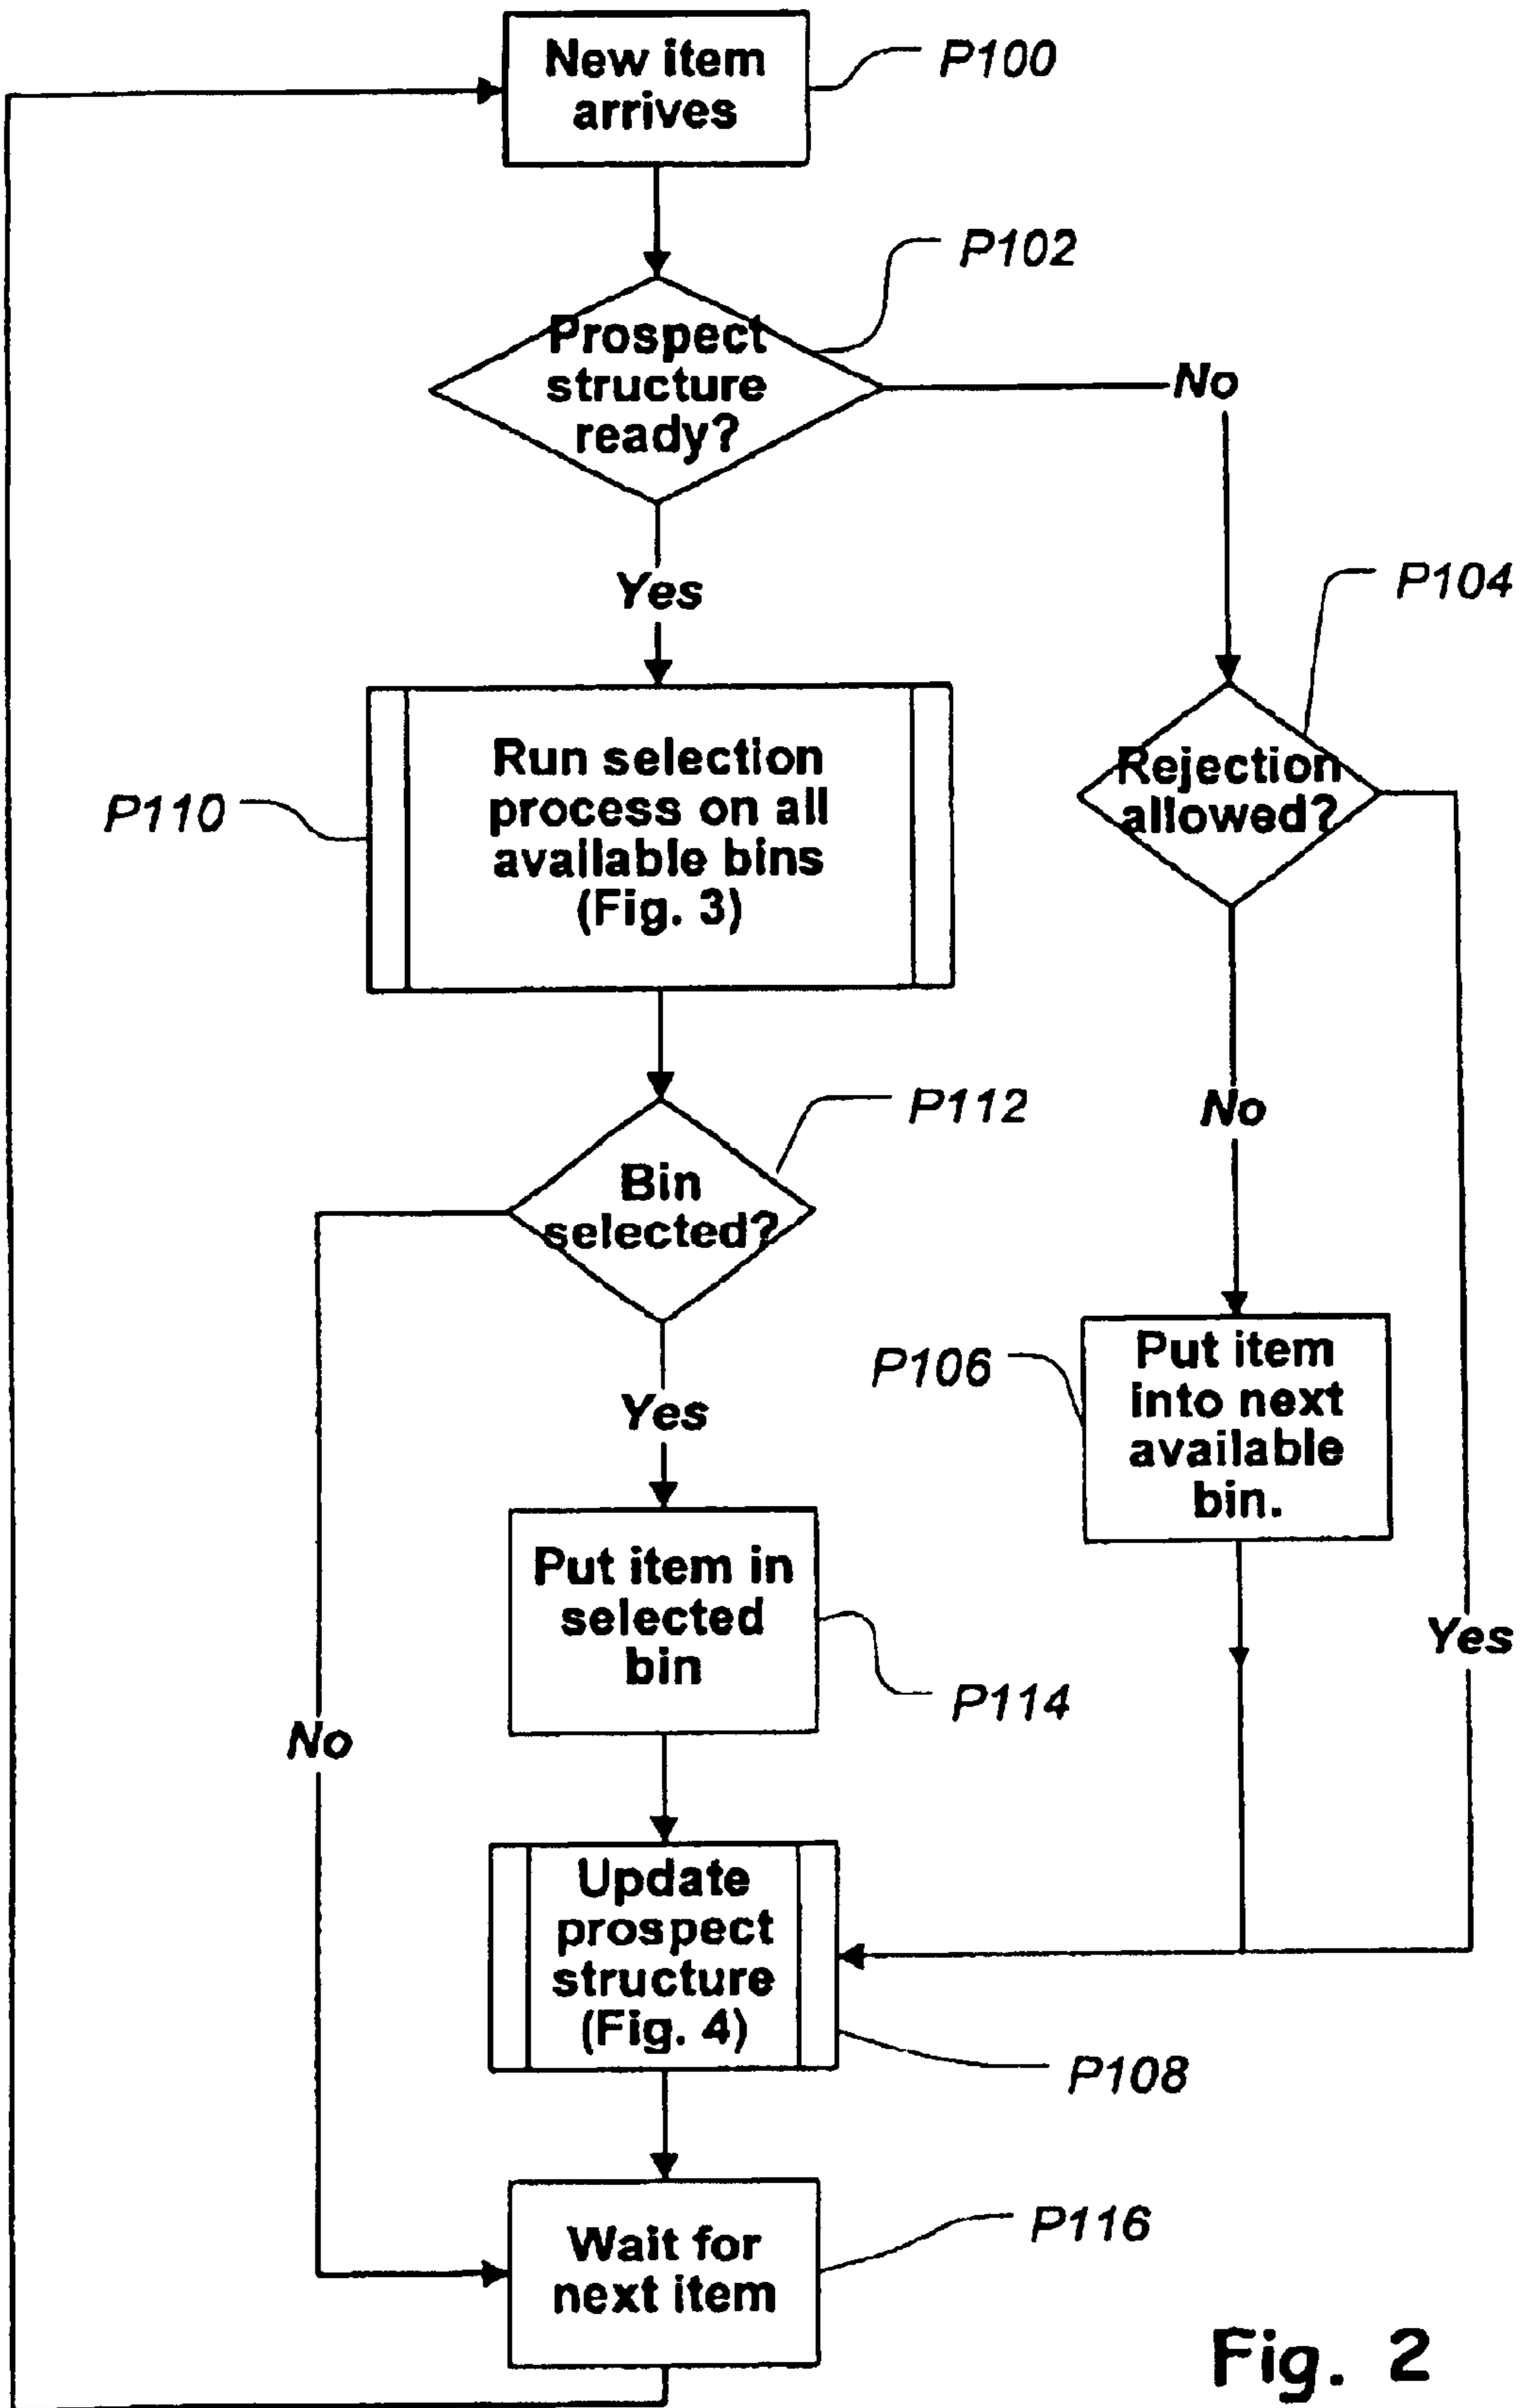 New item
arrives
P100
P102
Prospect
structure
ready?
No
Yes
P104
Rejection
allowed?
P110
Run selection
process on all
available bins
(Fig. 3)
P112
No
Bin
selected?
P106
Put item
into next
available
bin.
Yes
Put item in
selected
bin
Yes
P114
No
Update
prospect
structure
(Fig. 4)
P108
Wait for
next item
P116
Fig. 2